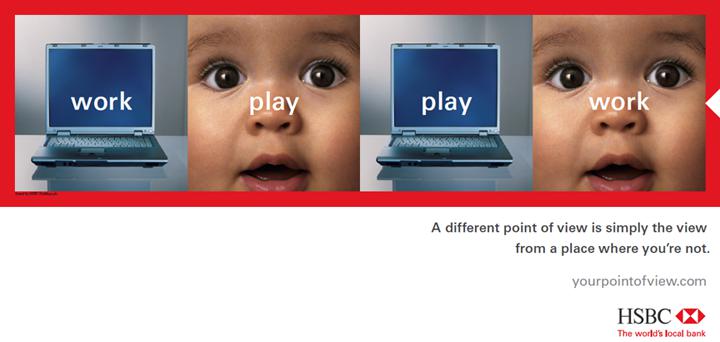 work play play work
A different point of view is simply the view
from a place where you're not.
yourpointofview.com
HSBC
The world's local bank